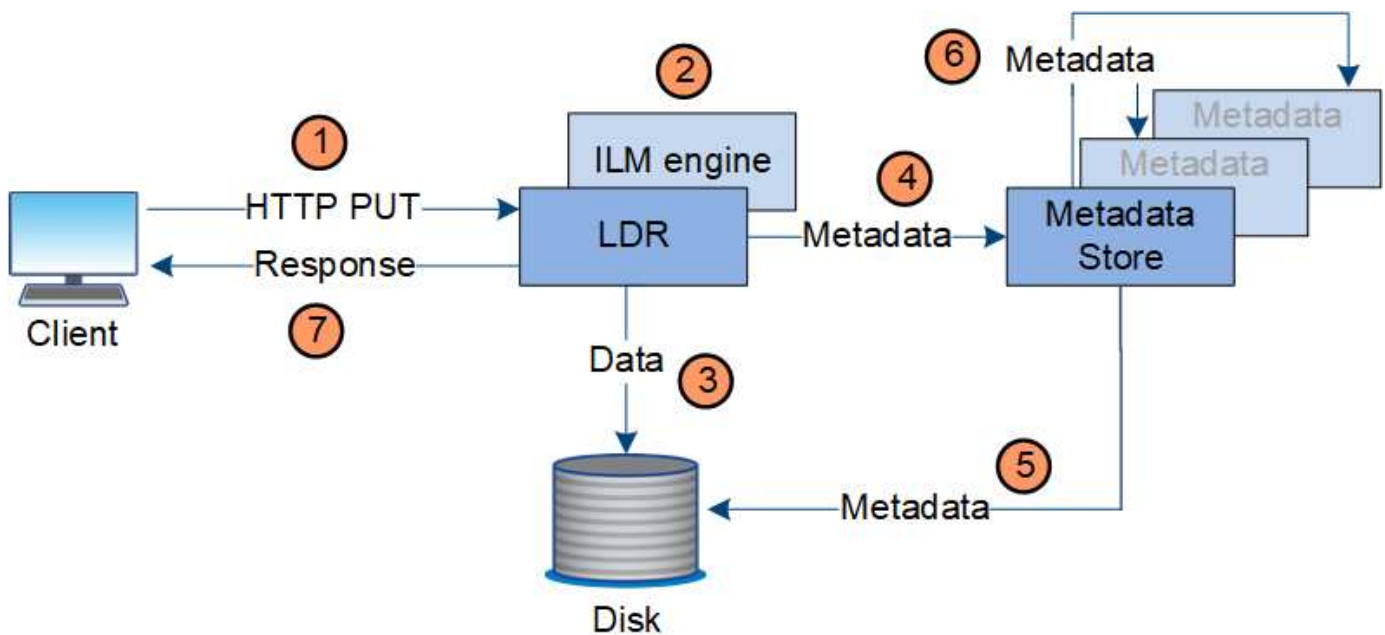 6
Metadata
2
Metadata
1
Metadata
ILM engine
4
HTTP PUT
LDR
Metadata
Metadata
Store
Response
Client
7
Data
3
5
Metadata
Disk